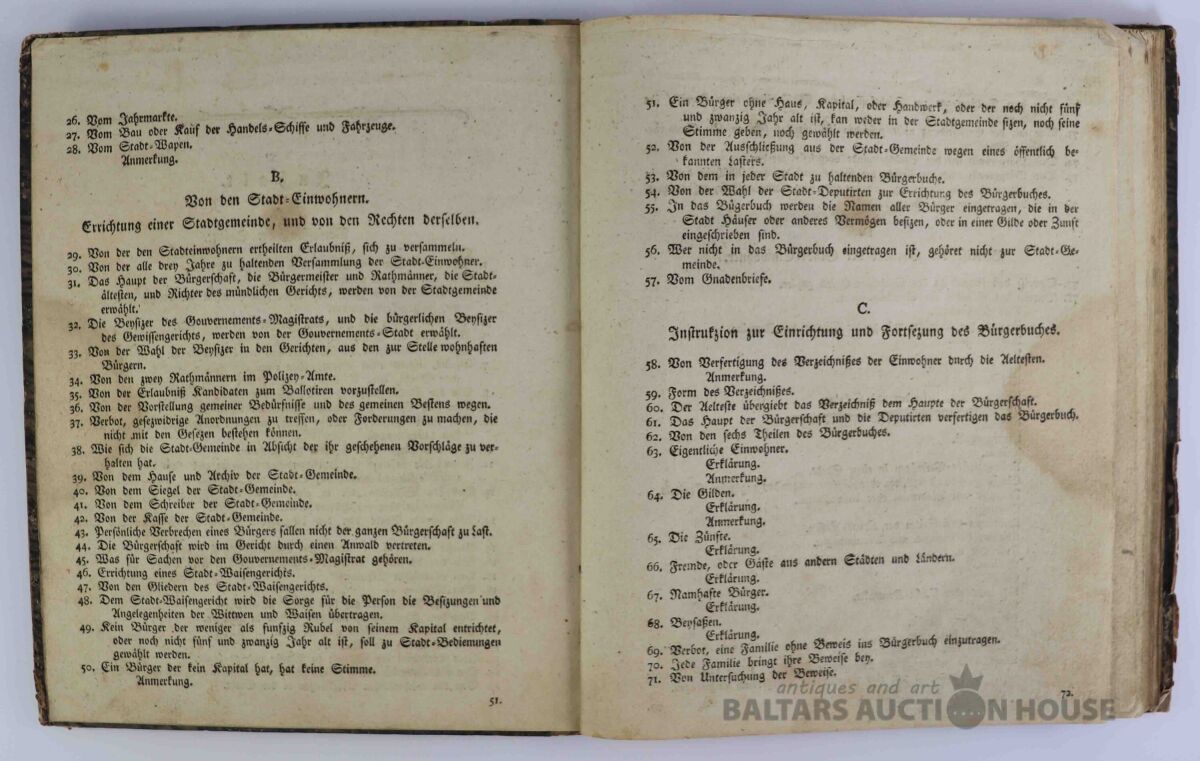 26. Vom Jahrmarkte.
27. Vom Bau oder Kauf der Handels-Schiffe und Fahrzeuge.
28. Vom Stadt-Wapen.
Anmerkung.
B.
Von den Stadt-Einwohnern.
Errichtung einer Stadtgemeinde, und von den Rechten derselben.
29. Von der den Stadteinwohnern ertheilten Erlaubniß, sich zu versammeln.
30. Von der alle drey Jahre zu haltenden Versammlung der Stadt-Einwohner.
31. Das Haupt der Bürgerschaft, die Bürgermeister und Rathmänner, die Stadt-
ältesten, und Richter des mündlichen Gerichts, werden von der Stadtgemeinde
erwählt.
32. Die Beysizer des Gouvernements-Magistrats, und die bürgerlichen Beysizer
des Gewissengerichts, werden von der Gouvernements-Stadt erwählt.
33. Von der Wahl der Beysizer in den Gerichten, aus den zur Stelle wohnhaften
Bürgern.
34. Von den zwey Rathmännern im Polizey-Amte.
35. Von der Erlaubniß Kandidaten zum Ballotiren vorzustellen.
36. Von der Vorstellung gemeiner Bedürfnisse und des gemeinen Bestens wegen.
37. Verbot, gesezwidrige Anordnungen zu treffen, oder Forderungen zu machen, die
nicht mit den Gesezen bestehen können.
38. Wie sich die Stadt-Gemeinde in Absicht der ihr geschehenen Vorschläge zu ver-
halten hat.
39. Von dem Hause und Archiv der Stadt-Gemeinde.
40. Von dem Siegel der Stadt-Gemeinde.
41. Von dem Schreiber der Stadt-Gemeinde.
42. Von der Kasse der Stadt-Gemeinde.
43. Persönliche Verbrechen eines Bürgers fallen nicht der ganzen Bürgerschaft zu Last.
44. Die Bürgerschaft wird im Gericht durch einen Anwald vertreten.
45. Was für Sachen vor den Gouvernements-Magistrat gehören.
46. Errichtung eines Stadt-Waisengerichts.
47. Von den Gliedern des Stadt-Waisengerichts.
48. Dem Stadt-Waisengericht wird die Sorge für die Person die Besizungen und
Angelegenheiten der Wittwen und Waisen übertragen.
49. Kein Bürger der weniger als funfzig Rubel von seinem Kapital entrichtet,
oder noch nicht fünf und zwanzig Jahr alt ist, soll zu Stadt-Bedienungen
gewählt werden.
50. Ein Bürger der kein Kapital hat, hat keine Stimme.
Anmerkung.
51.
51. Ein Bürger ohne Haus, Kapital, oder Handwerk, oder der noch nicht fünf
und zwanzig Jahr alt ist, kan weder in der Stadtgemeinde sizen, noch seine
Stimme geben, noch gewählt werden.
52. Von der Ausschließung aus der Stadt-Gemeinde wegen eines öffentlich be-
kannten Lasters.
53. Von dem in jeder Stadt zu haltenden Bürgerbuche.
54. Von der Wahl der Stadt-Deputirten zur Errichtung des Bürgerbuches.
55. In das Bügerbuch werden die Namen aller Bürger eingetragen, die in der
Stadt Häuser oder anderes Vermögen besizen, oder in einer Gilde oder Zunft
eingeschrieben sind.
56. Wer nicht in das Bürgerbuch eingetragen ist, gehöret nicht zur Stadt-Ge-
meinde.
57. Vom Gnadenbriefe.
C.
Instrukzion zur Einrichtung und Fortsezung des Bürgerbuches.
58. Von Verfertigung des Verzeichnißes der Einwohner durch die Aeltesten.
Anmerkung.
59. Form des Verzeichnißes.
60. Der Aelteste übergiebt das Verzeichniß dem Haupte der Bürgerschaft.
61. Das Haupt der Bürgerschaft und die Deputirten verfertigen das Bürgerbuch.
62. Von den sechs Theilen des Bürgerbuches.
63. Eigentliche Einwohner.
Erklärung.
Anmerkung.
64. Die Gilden.
Erklärung.
Anmerkung.
65. Die Zünfte.
Erklärung.
66. Fremde, oder Gäste aus andern Städten und Ländern.
Erklärung.
67. Namhafte Bürger.
Erklärung.
68. Beysaßen.
Erklärung.
69. Verbot, eine Familie ohne Beweis ins Bürgerbuch einzutragen.
70. Jede Familie bringt ihre Beweise bey.
71. Von Untersuchung der Beweise.
72.
antiques and art
BALTARS AUCTION HOUSE